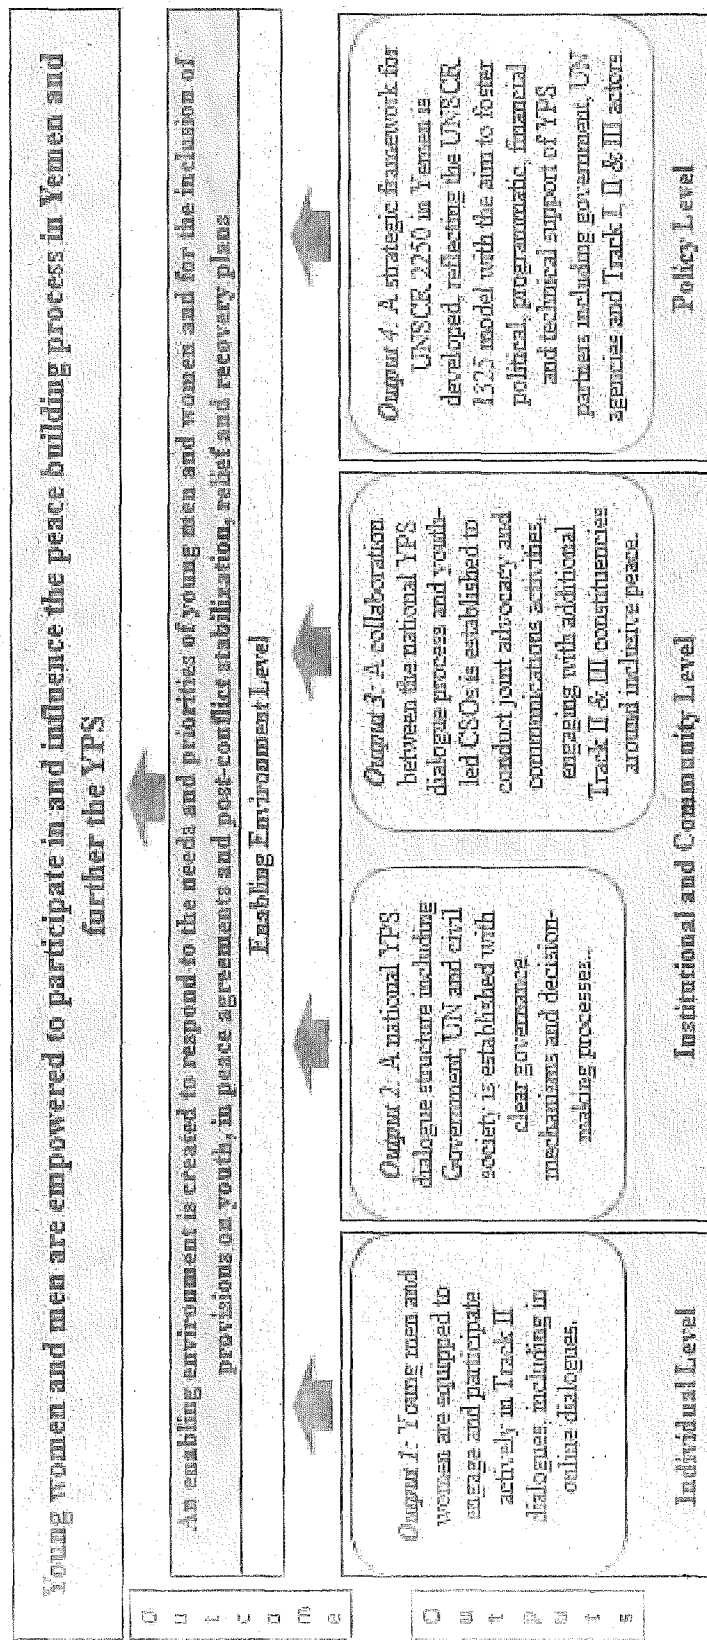 Young women and men are empowered to participate in and influence the peace building process in Yemen and
further the YPS
Outcome
An enabling environment is created to respond to the needs and priorities of young men and women and for the inclusion of
provisions on youth, in peace agreements and post-conflict stabilization, relief and recovery plans
Enabling Environment Level
Outputs
Output 1: Young men and
women are equipped to
engage and participate
actively in Track II
dialogues, including in
online dialogues.
Individual Level
Output 2: A national YPS
dialogue structure including
Government, UN and civil
society is established with
clear governance
mechanisms and decision-
making processes.
Output 3: A collaboration
between the national YPS
dialogue process and youth-
led CSOs is established to
conduct joint advocacy and
communications activities,
engaging with additional
Track II & III constituencies
around inclusive peace.
Institutional and Community Level
Output 4: A strategic framework for
UNSCR 2250 in Yemen is
developed, reflecting the UNSCR
1325 model with the aim to foster
political, programmatic, financial
and technical support of YPS
partners including government, UN
agencies and Track I, II & III actors.
Policy Level